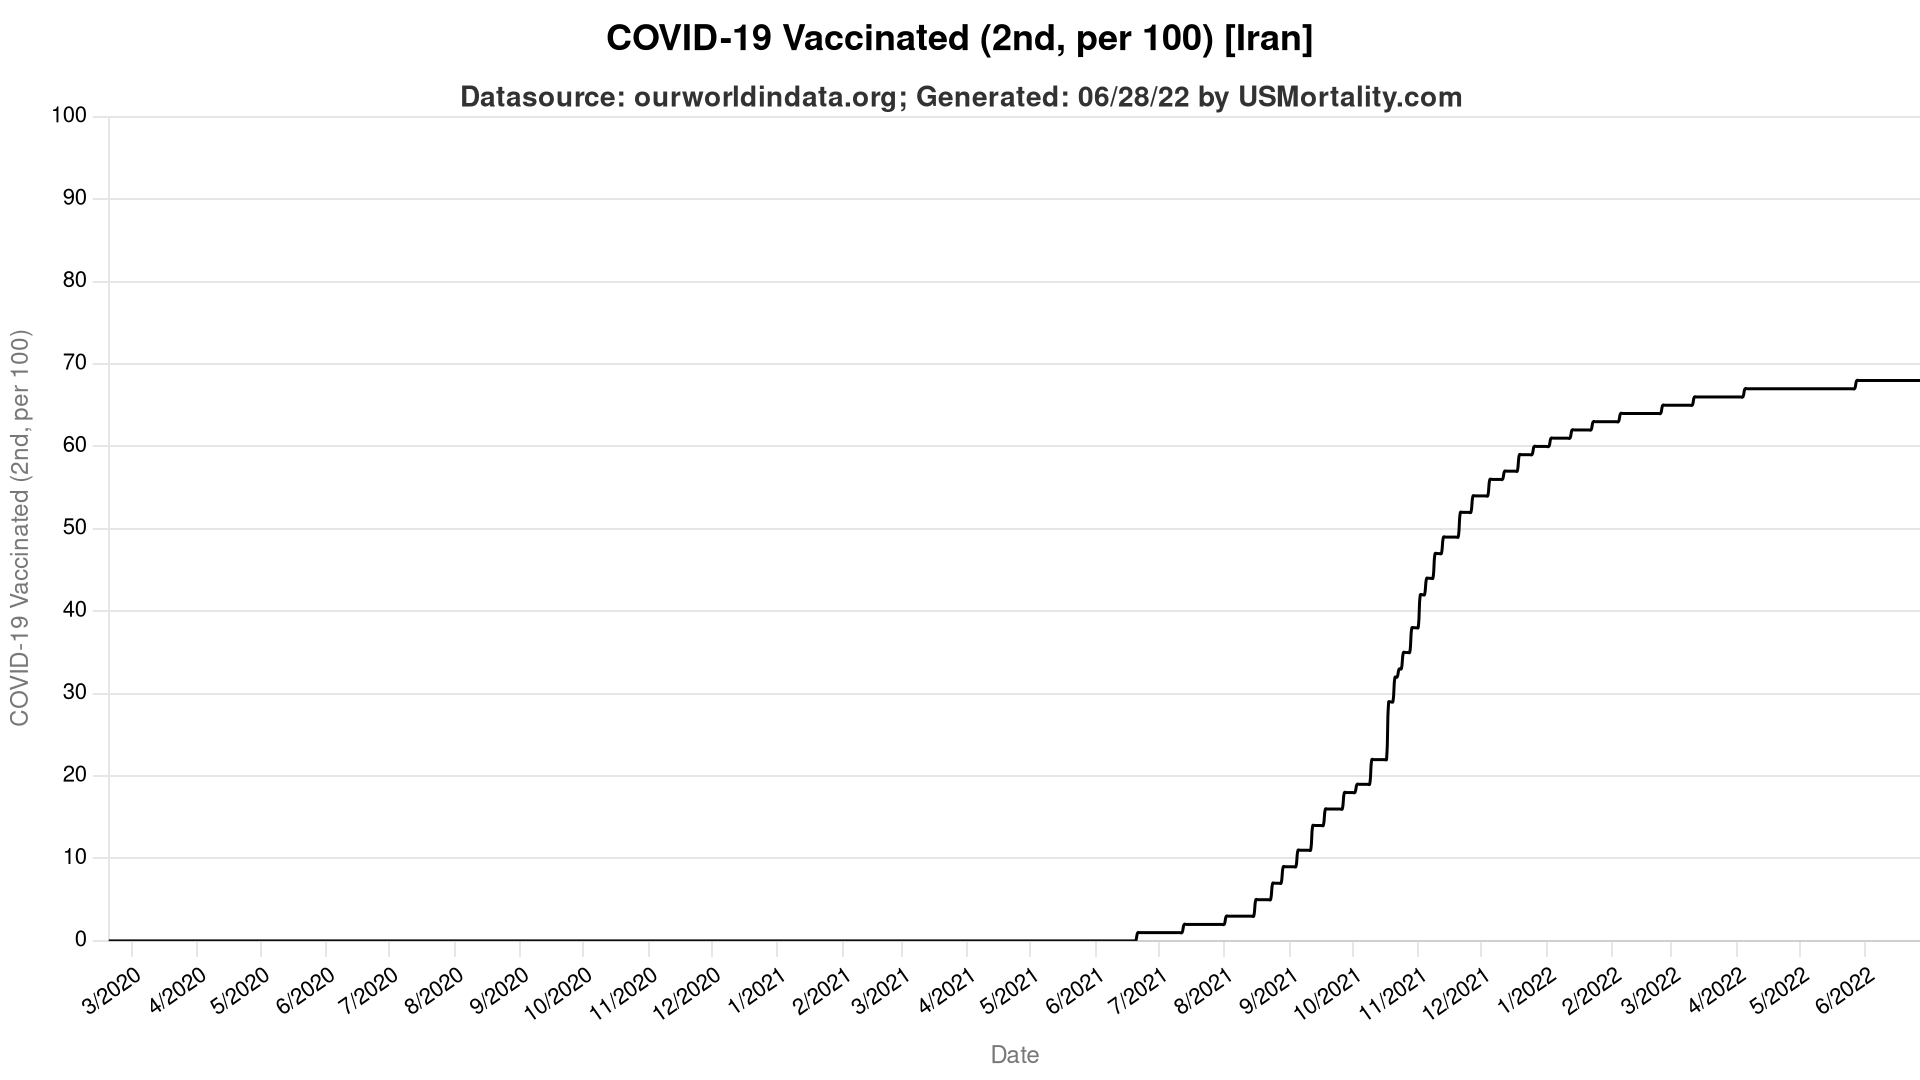 COVID-19 Vaccinated (2nd, per 100) [Iran]
Datasource: ourworldindata.org; Generated: 06/28/22 by USMortality.com
COVID-19 Vaccinated (2nd, per 100)
100
90
80
70
60
50
40
30
20
10
0
3/2020 4/2020 5/2020 6/2020 7/2020 8/2020 9/2020 10/2020 11/2020 12/2020 1/2021 2/2021 3/2021 4/2021 5/2021 6/2021 7/2021 8/2021 9/2021 10/2021 11/2021 12/2021 1/2022 2/2022 3/2022 4/2022 5/2022 6/2022
Date